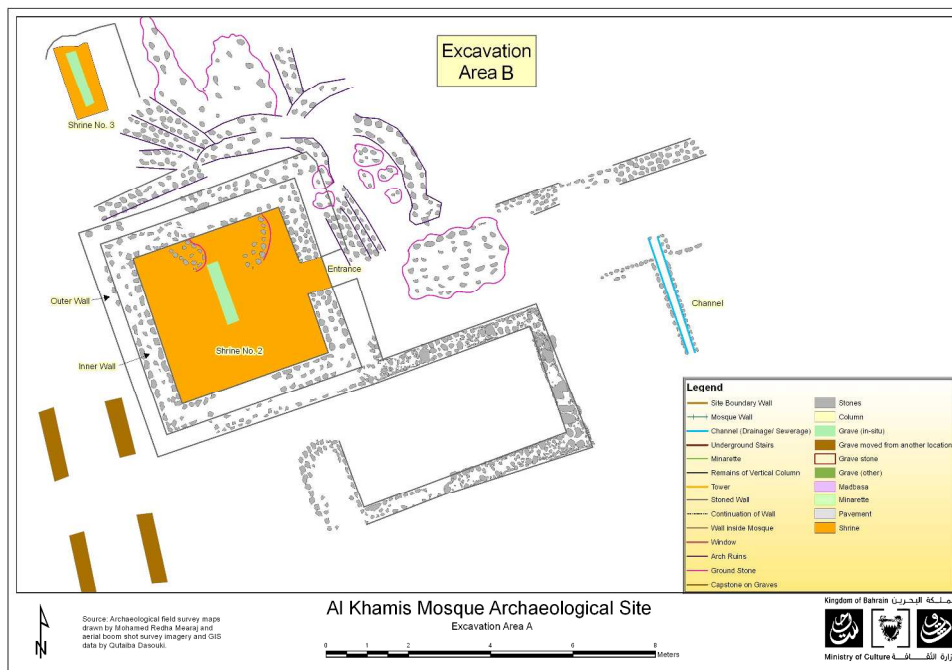 Excavation
Area B
Shrine No. 3
Entrance
Outer Wall
Channel
Shrine No. 2
Inner Wall
Legend
Site Boundary Wall
Mosque Wall
Channel (Drainage/ Sewerage)
Underground Stairs
Minarette
Remains of Vertical Column
Tower
Stoned Wall
Continuation of Wall
Wall Inside Mosque
Window
Arch Ruins
Ground Stone
Capstone on Graves
Stones
Column
Grave (in-situ)
Grave moved from another location
Grave stone
Grave (other)
Madbasa
Minarette
Pavement
Shrine
N
Source: Archaeological field survey maps
drawn by Mohamed Redha Mearaj and
aerial boom shot survey imagery and GIS
data by Qutaiba Dasouki.
Al Khamis Mosque Archaeological Site
Excavation Area A
0 1 2 4 6 8
Meters
Kingdom of Bahrain مملكة البحرين
Ministry of Culture وزارة الثقافة